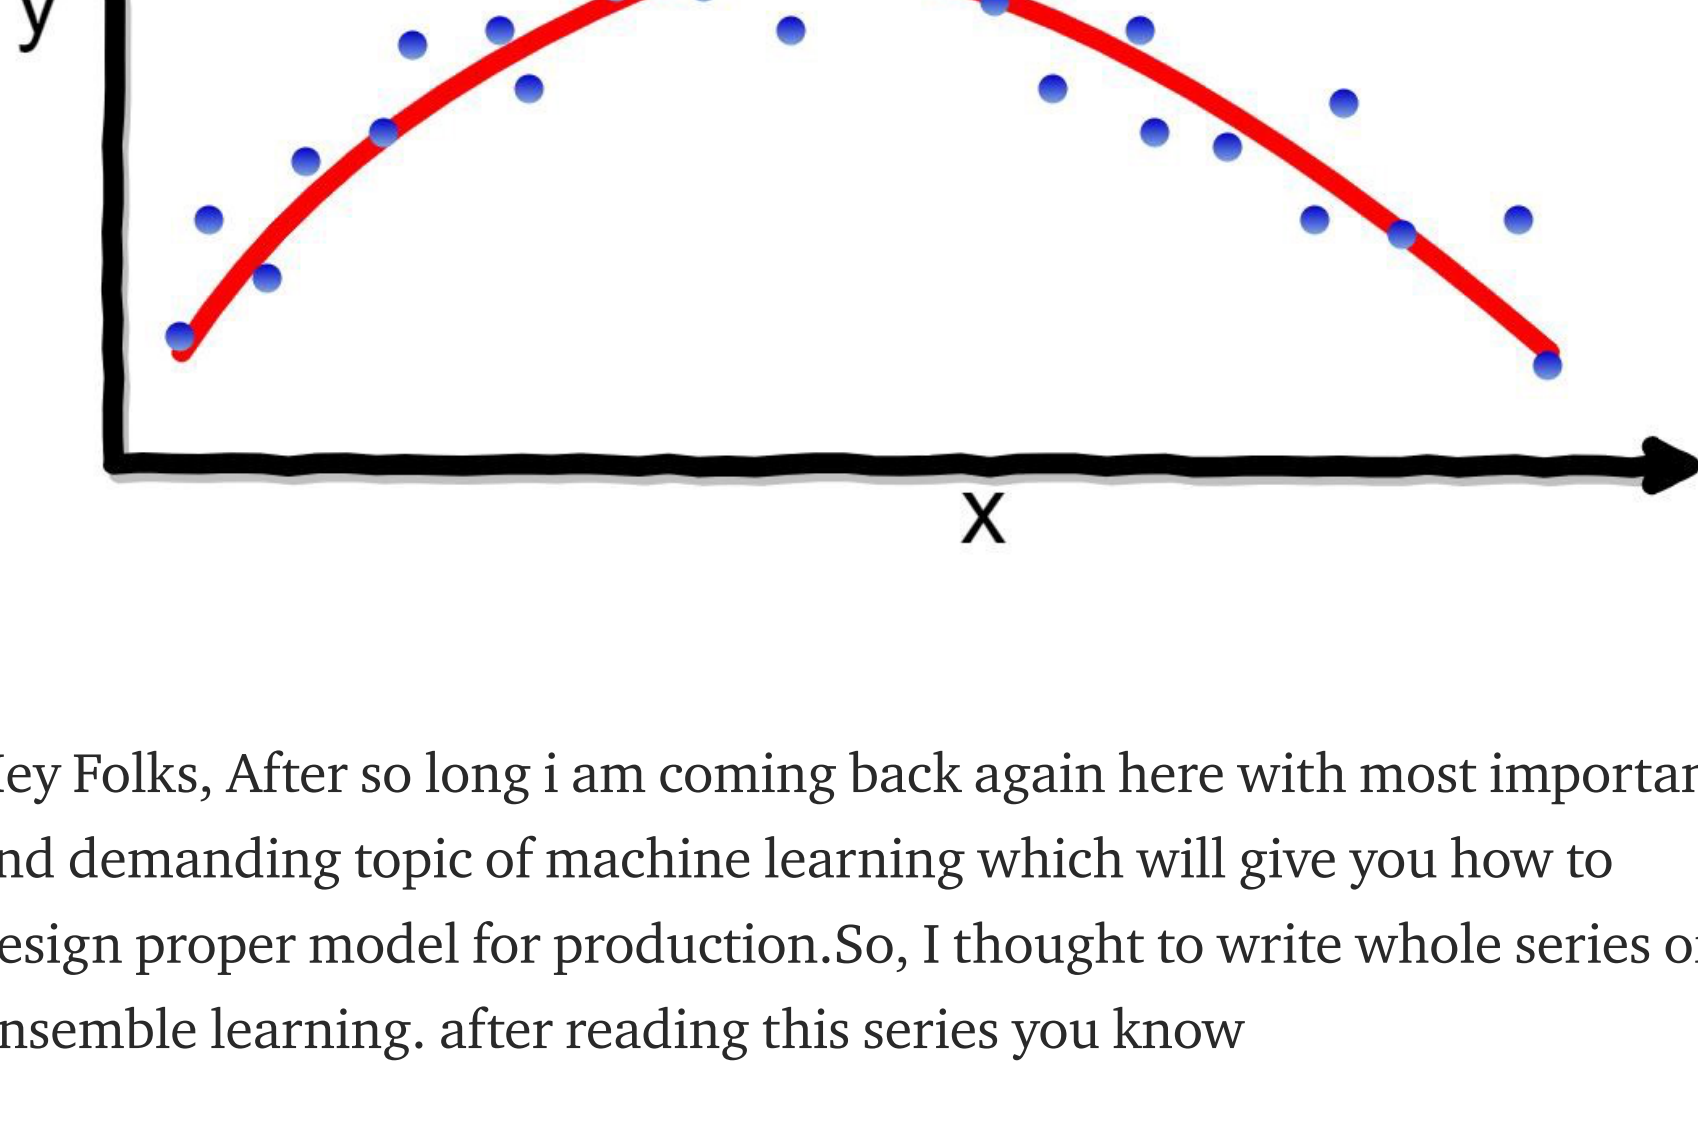 y
x
ey Folks, After so long i am coming back again here with most importan
nd demanding topic of machine learning which will give you how to
esign proper model for production.So, I thought to write whole series o
nsemble learning. after reading this series you know